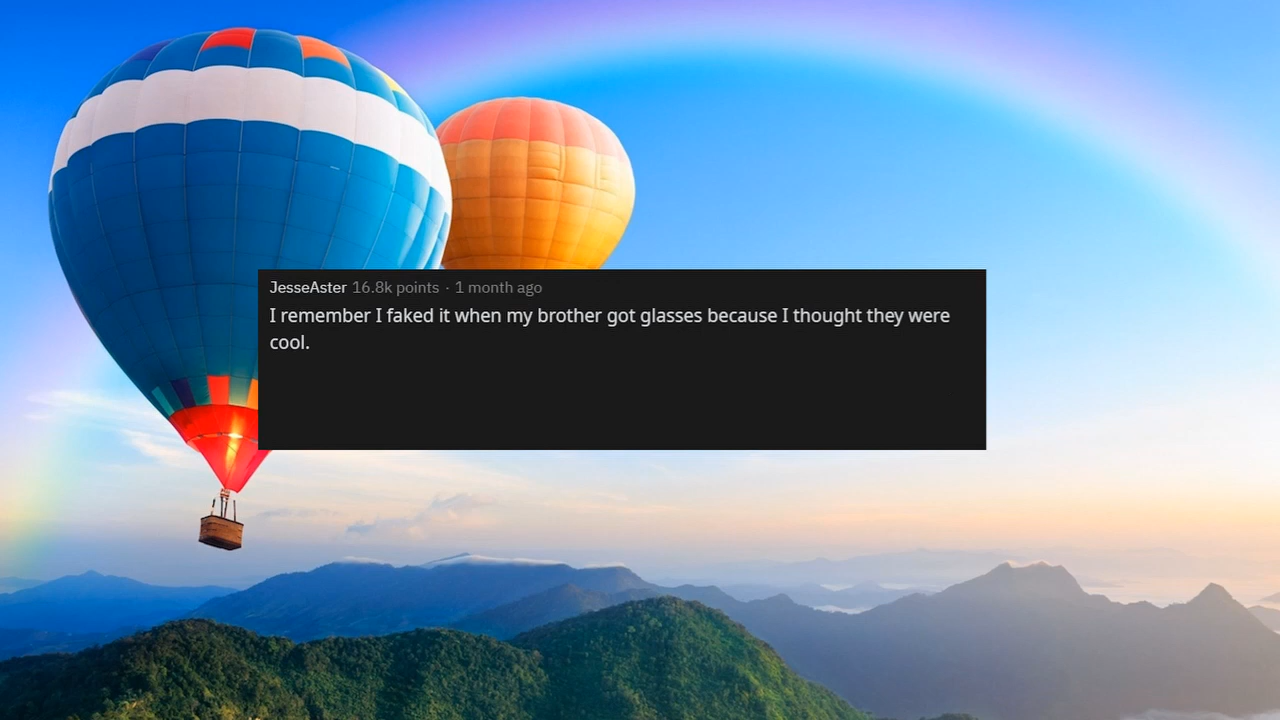 JesseAster 16.8k points · 1 month ago
I remember I faked it when my brother got glasses because I thought they were
cool.